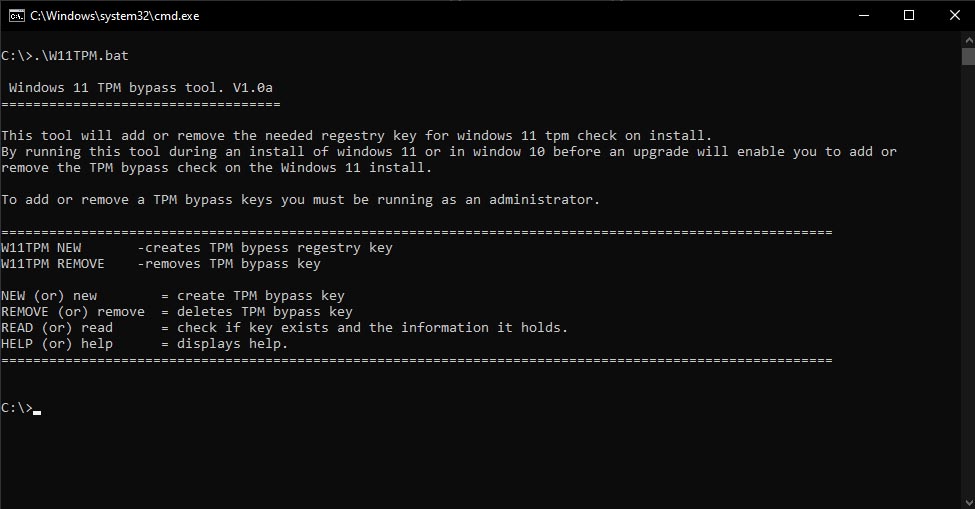 C:\Windows\system32\cmd.exe
C:\>.\W11TPM.bat
Windows 11 TPM bypass tool. V1.0a
==================================
This tool will add or remove the needed regestry key for windows 11 tpm check on install.
By running this tool during an install of windows 11 or in window 10 before an upgrade will enable you to add or
remove the TPM bypass check on the Windows 11 install.
To add or remove a TPM bypass keys you must be running as an administrator.
========================================================================================================
W11TPM NEW       -creates TPM bypess regestry key
W11TPM REMOVE    -removes TPM bypass key
NEW (or) new        = create TPM bypass key
REMOVE (or) remove  = deletes TPM bypass key
READ (or) read      = check if key exists and the information it holds.
HELP (or) help      = displays help.
========================================================================================================
C:\>